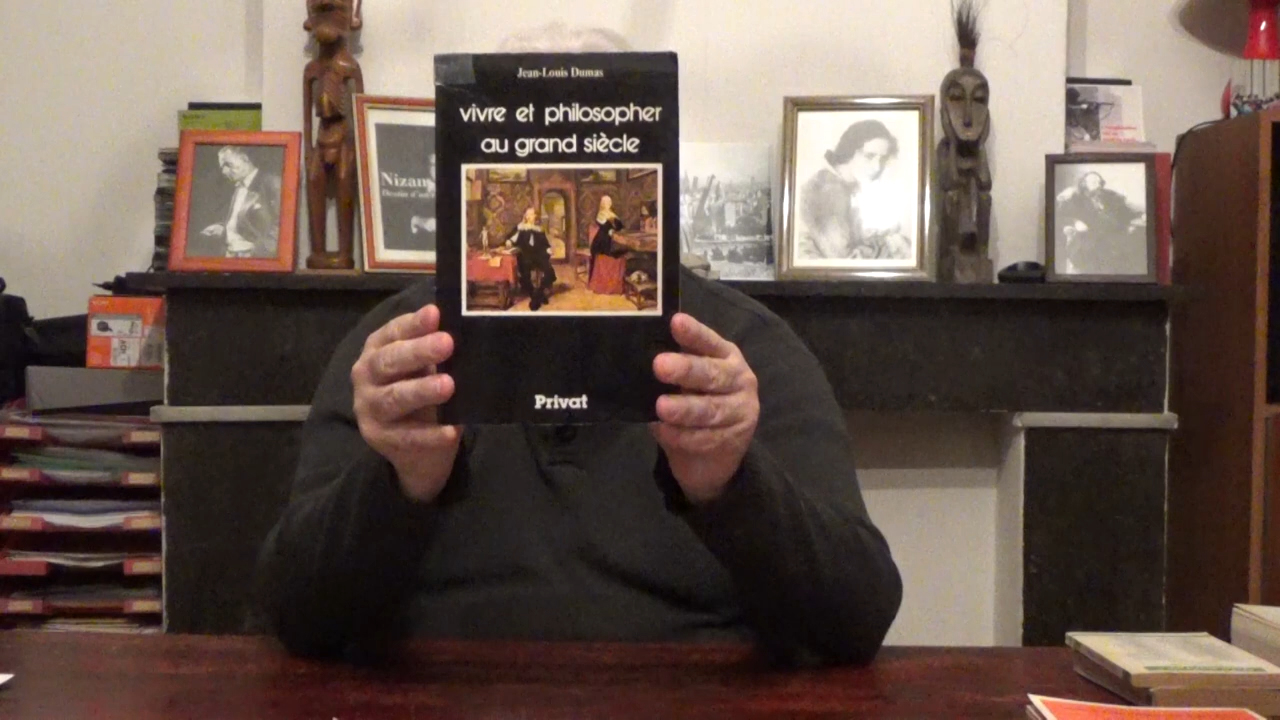 Jean-Louis Dumas
vivre et philosopher
au grand siècle
Privat
Nizan